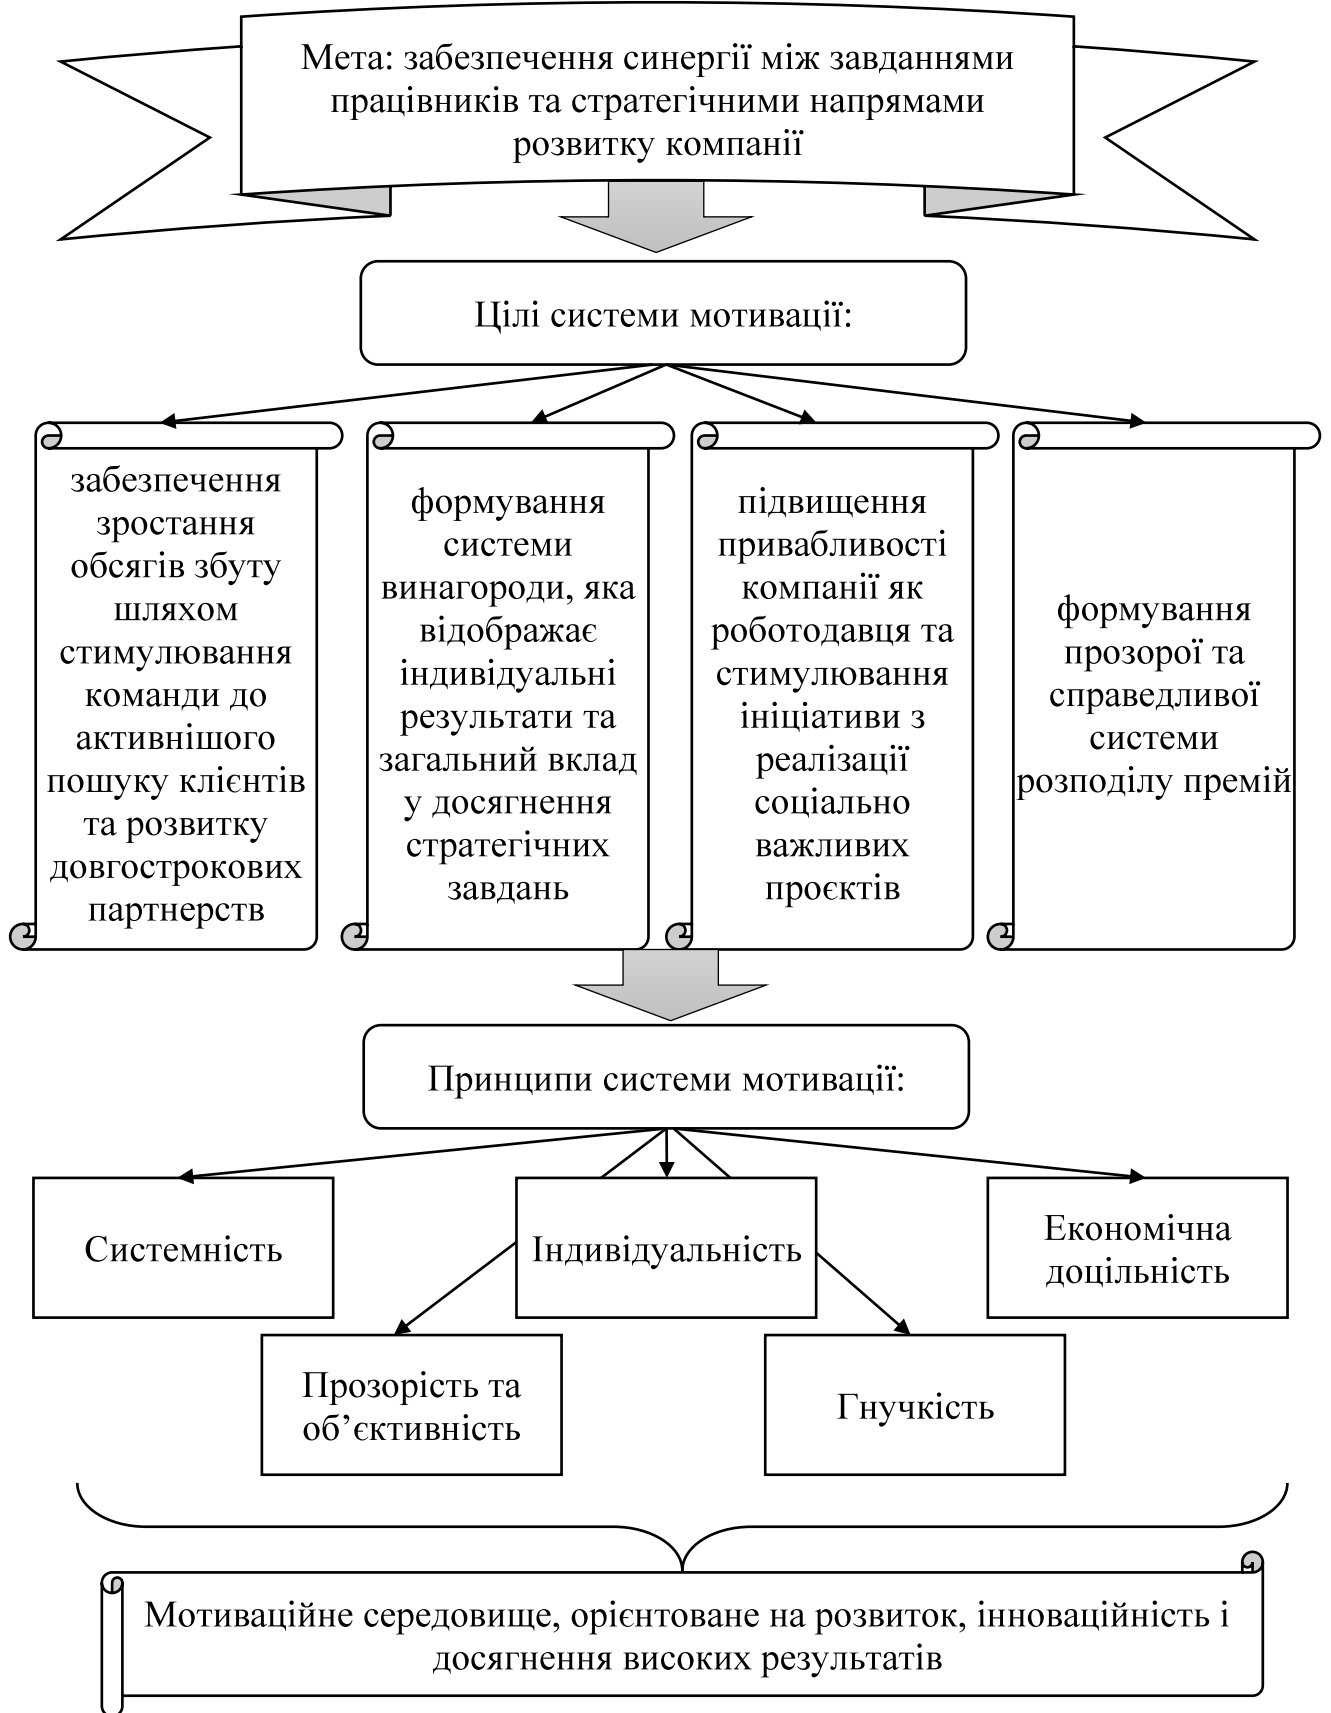 Мета: забезпечення синергії між завданнями
працівників та стратегічними напрямами
розвитку компанії
Цілі системи мотивації:
забезпечення
зростання
обсягів збуту
шляхом
стимулювання
команди до
активнішого
пошуку клієнтів
та розвитку
довгострокових
партнерств
формування
системи
винагороди, яка
відображає
індивідуальні
результати та
загальний вклад
у досягнення
стратегічних
завдань
підвищення
привабливості
компанії як
роботодавця та
стимулювання
ініціативи з
реалізації
соціально
важливих
проєктів
формування
прозорої та
справедливої
системи
розподілу премій
Принципи системи мотивації:
Системність
Індивідуальність
Економічна
доцільність
Прозорість та
об’єктивність
Гнучкість
Мотиваційне середовище, орієнтоване на розвиток, інноваційність і
досягнення високих результатів